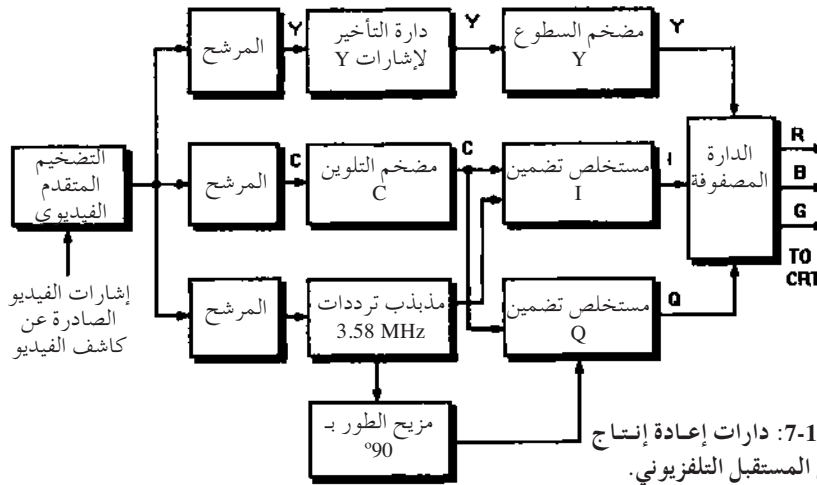 المرشح
Y
دارة التأخير
لإشارات Y
Y
مضخم السطوع
Y
Y
التضخيم
المتقدم
الفيديوي
المرشح
C
مضخم التلوين
C
C
مستخلص تضمين
I
الدارة
المصفوفة
R
B
G
TO
CRT
إشارات الفيديو
الصادرة عن
كاشف الفيديو
المرشح
مذبذب ترددات
3.58 MHz
مستخلص تضمين
Q
Q
مزيح الطور بـ
90º
7-1: دارات إعادة إنتاج
المستقبل التلفزيوني.